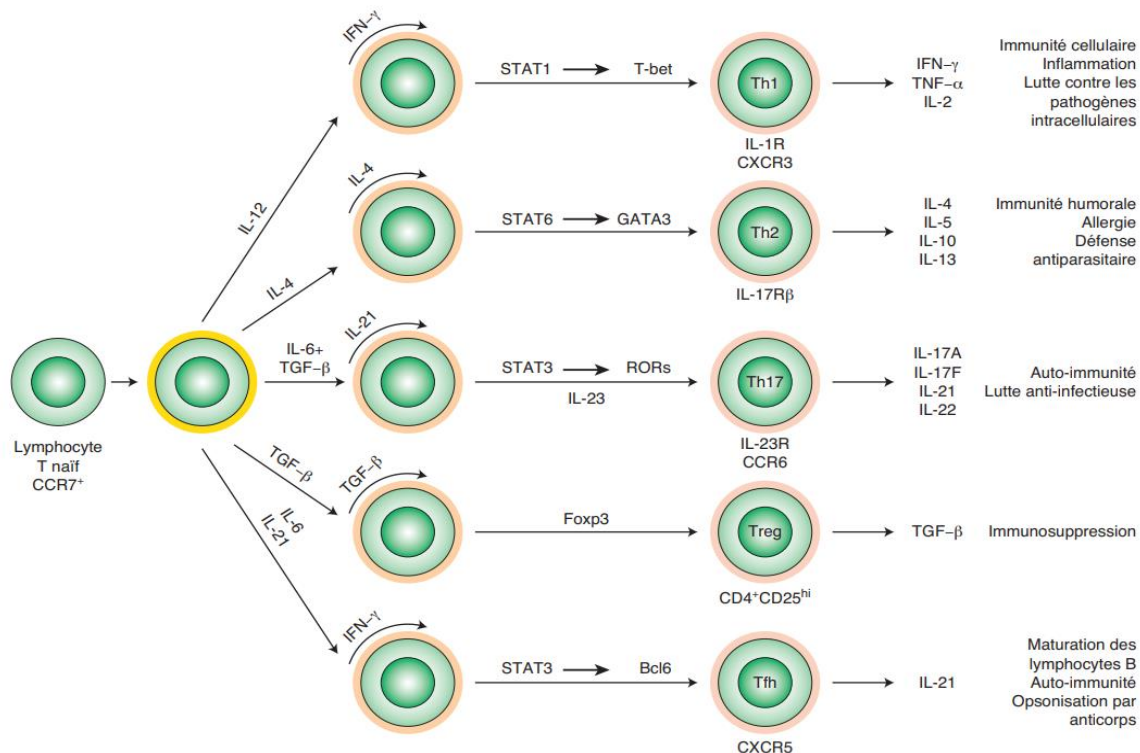 IFN–γ
STAT1
T-bet
Th1
IL-1R
CXCR3
IFN–γ
TNF–α
IL-2
Immunité cellulaire
Inflammation
Lutte contre les
pathogènes
intracellulaires
IL-12
IL-4
STAT6
GATA3
Th2
IL-17Rβ
IL-4
IL-5
IL-10
IL-13
Immunité humorale
Allergie
Défense
antiparasitaire
IL-4
Lymphocyte
T naïf
CCR7⁺
IL-6+
TGF–β
IL-21
STAT3
RORs
IL-23
Th17
IL-23R
CCR6
IL-17A
IL-17F
IL-21
IL-22
Auto-immunité
Lutte anti-infectieuse
TGF–β
TGF–β
Foxp3
Treg
CD4⁺CD25ʰⁱ
TGF–β
Immunosuppression
IL-6
IL-21
IFN–γ
STAT3
Bcl6
Tfh
CXCR5
IL-21
Maturation des
lymphocytes B
Auto-immunité
Opsonisation par
anticorps